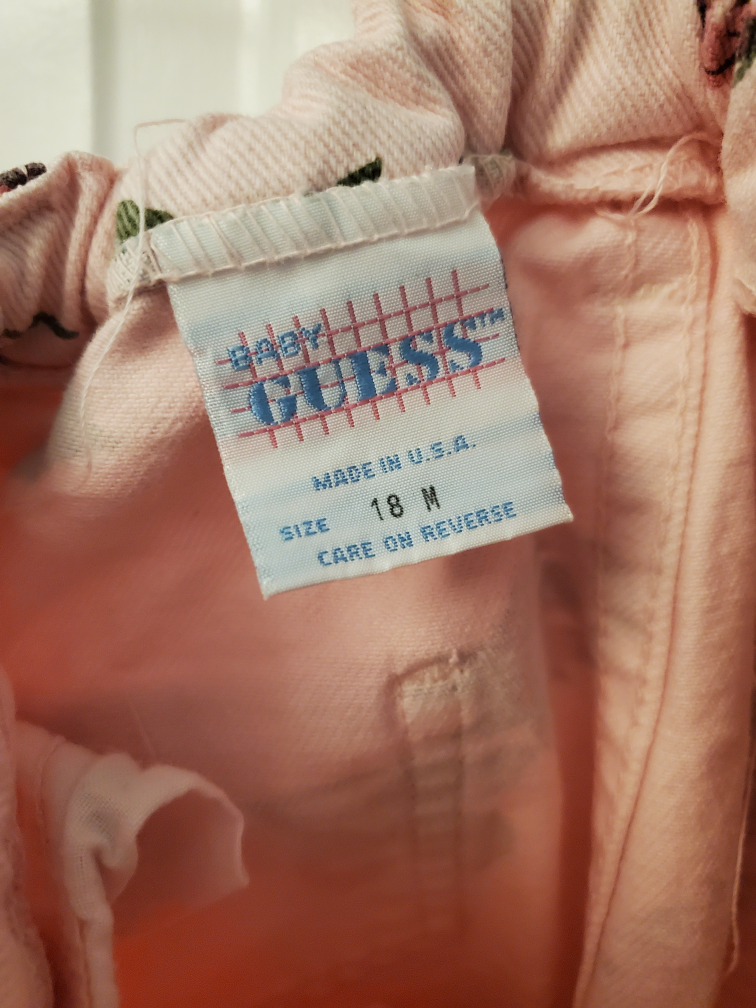 BABY
GUESS™
MADE IN U.S.A.
SIZE 18 M
CARE ON REVERSE